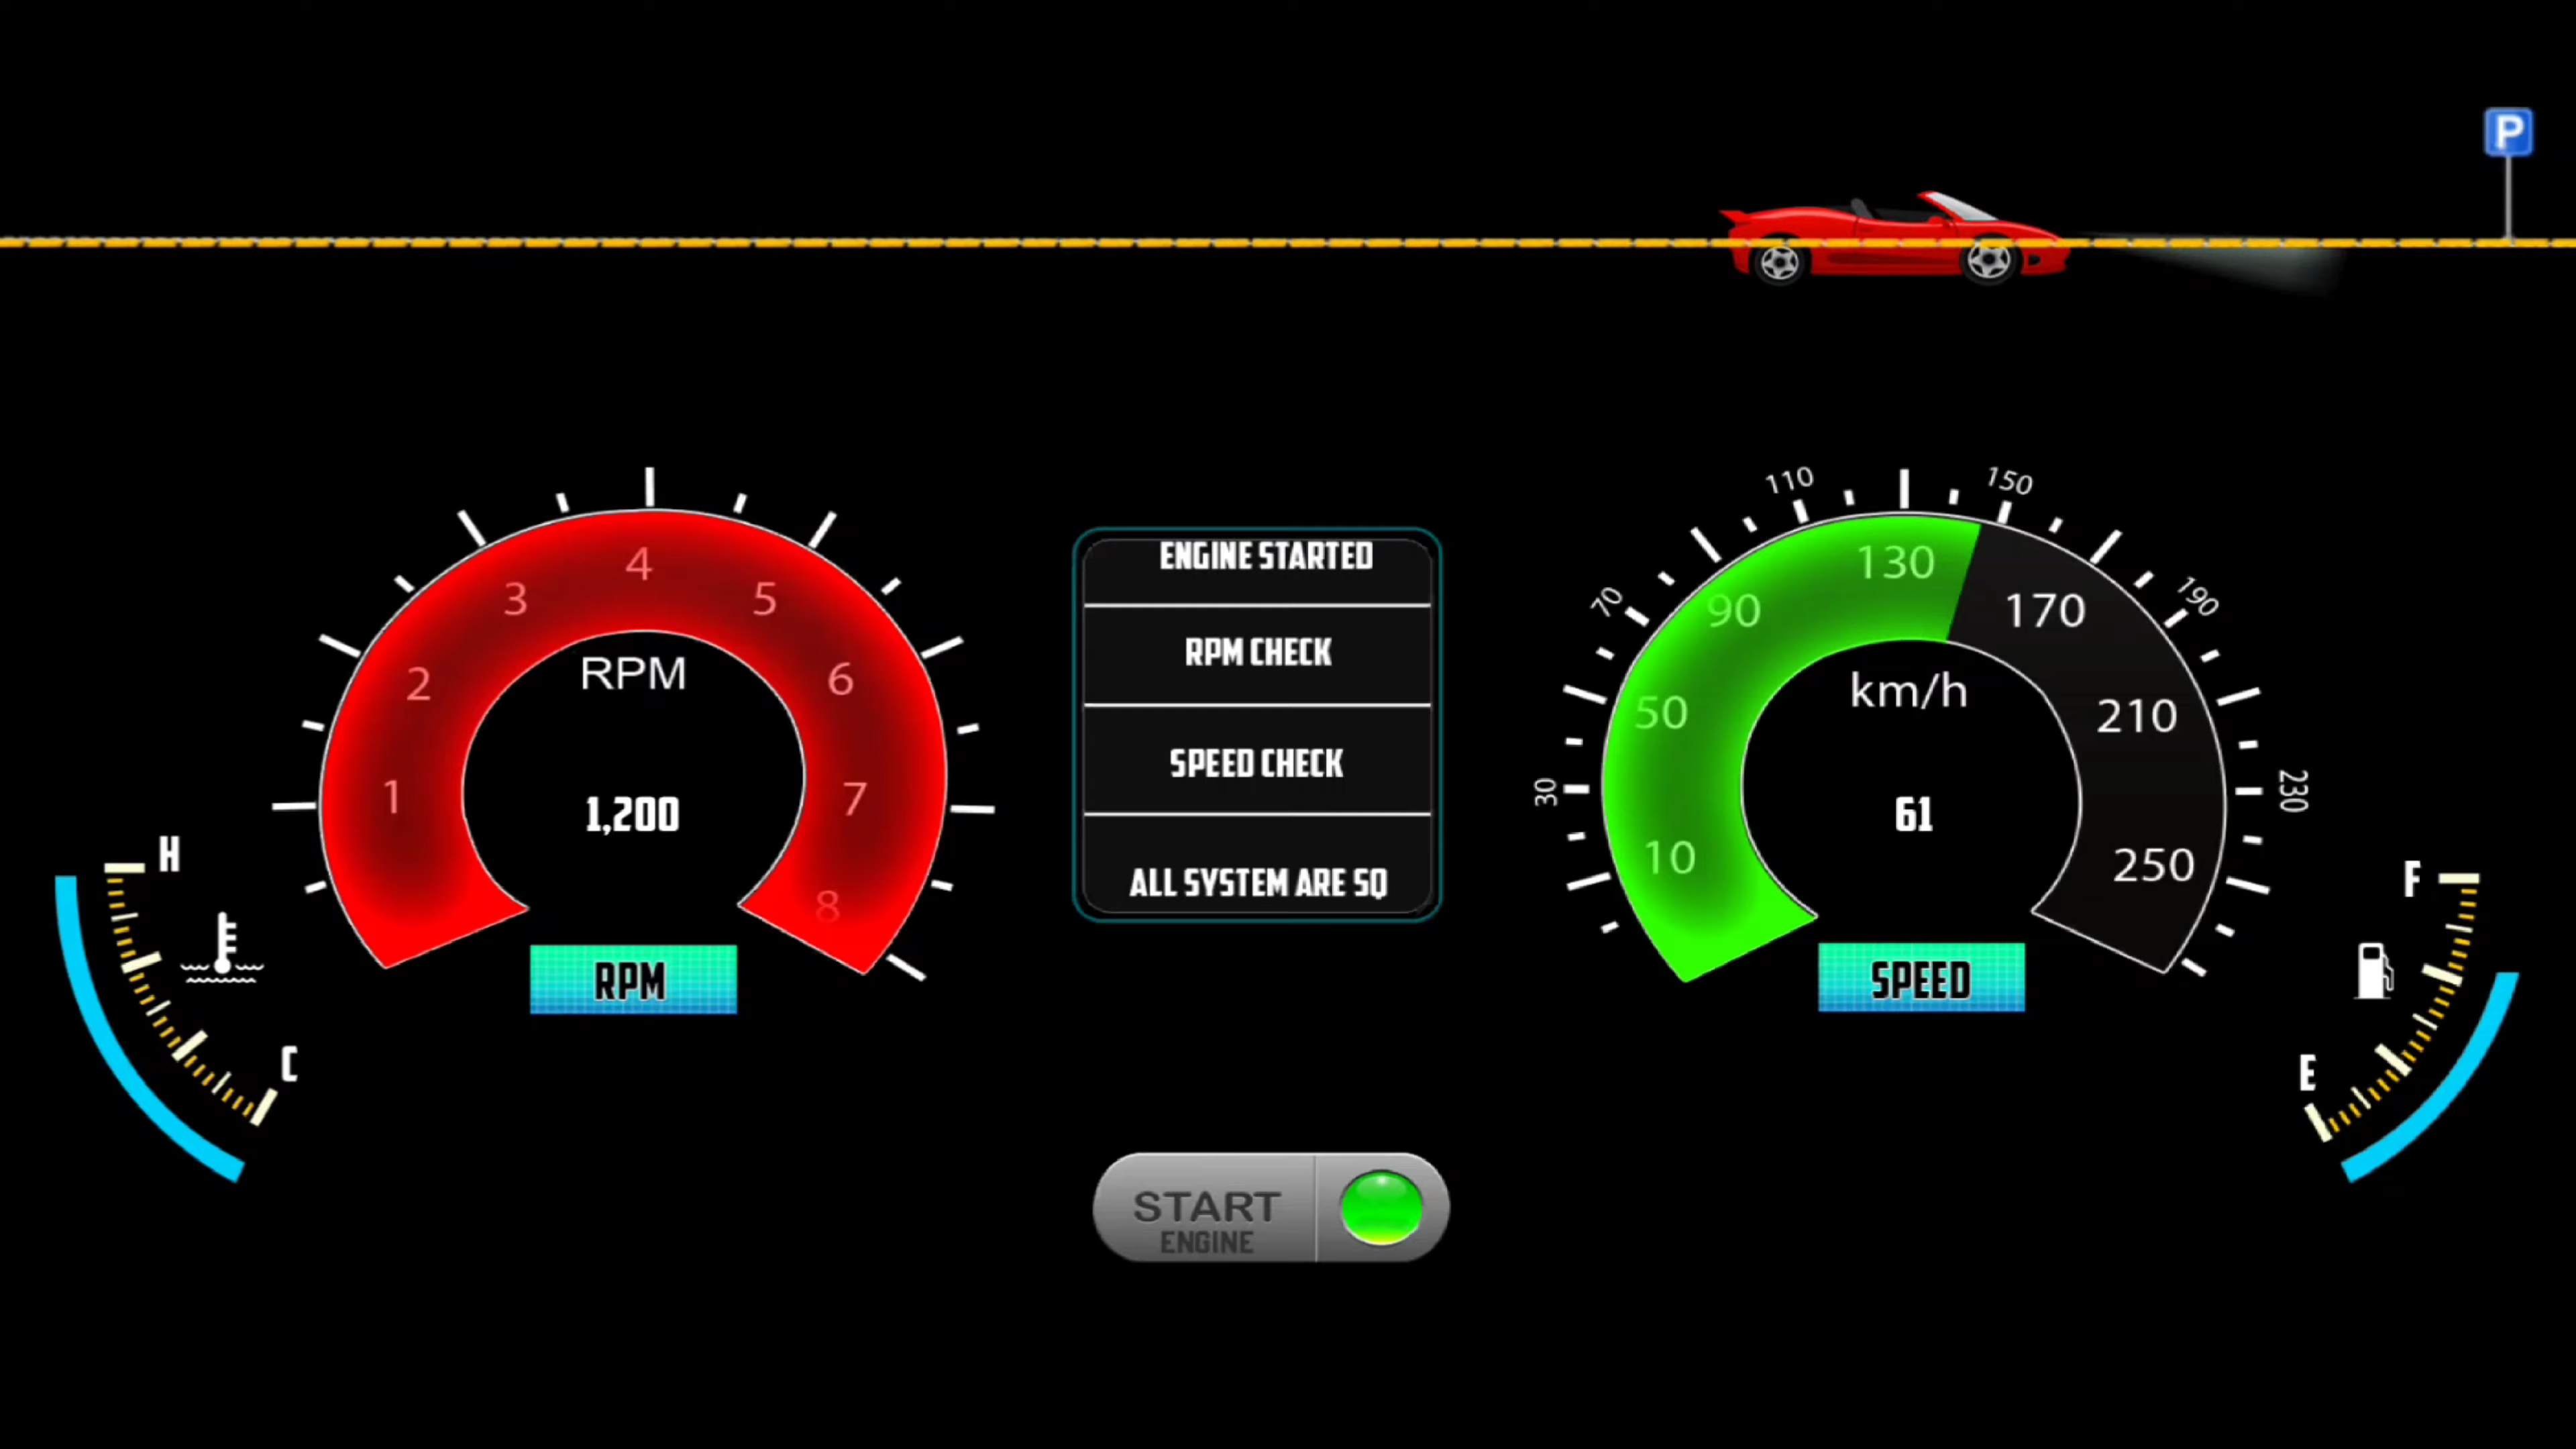 P
ENGINE STARTED
RPM CHECK
SPEED CHECK
ALL SYSTEM ARE SQ
1
2
3
4
5
6
7
8
RPM
1,200
RPM
10
30
50
70
90
110
130
150
170
190
210
230
250
km/h
61
SPEED
H
C
F
E
START
ENGINE